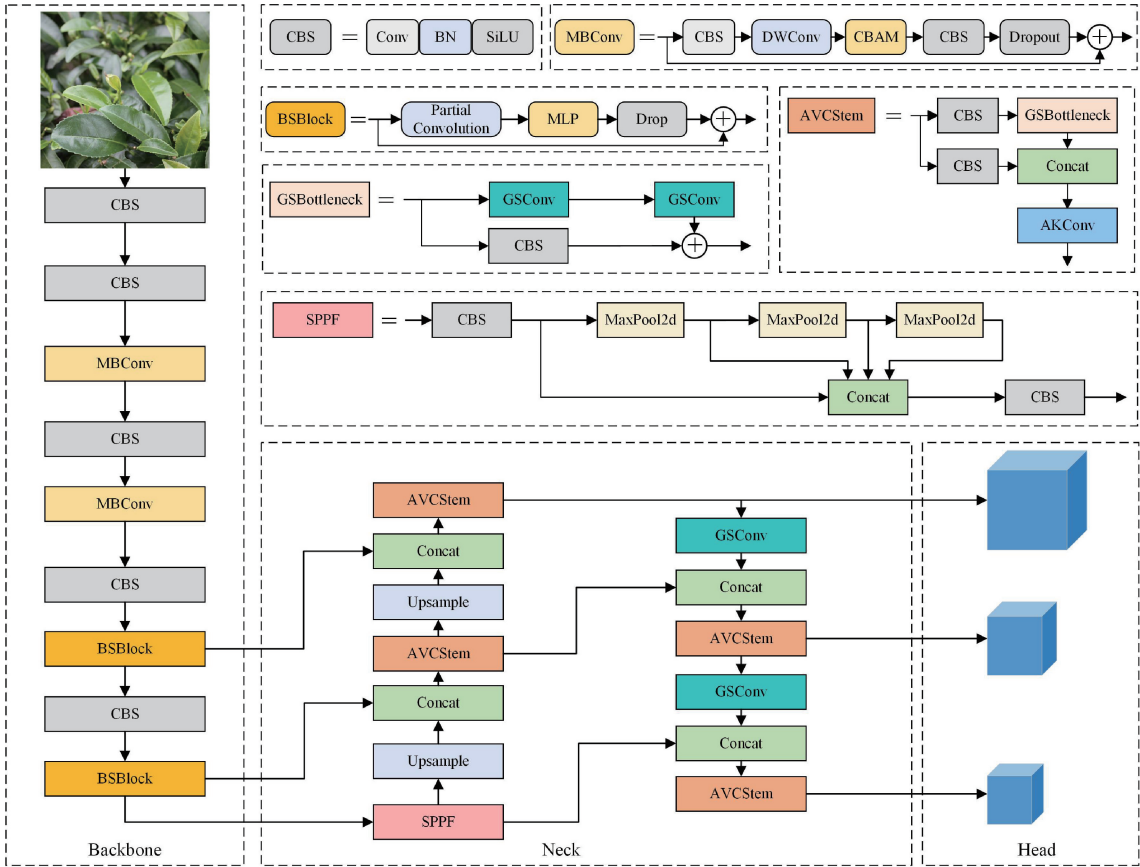 CBS = Conv BN SiLU
MBConv = CBS DWConv CBAM CBS Dropout
BSBlock = Partial
Convolution MLP Drop
AVCStem = CBS GSBottleneck
CBS Concat
AKConv
GSBottleneck = GSConv GSConv
CBS
SPPF = CBS MaxPool2d MaxPool2d MaxPool2d
Concat CBS
CBS
CBS
MBConv
CBS
MBConv
CBS
BSBlock
CBS
BSBlock
Backbone
AVCStem
Concat
Upsample
AVCStem
Concat
Upsample
SPPF
GSConv
Concat
AVCStem
GSConv
Concat
AVCStem
Neck
Head